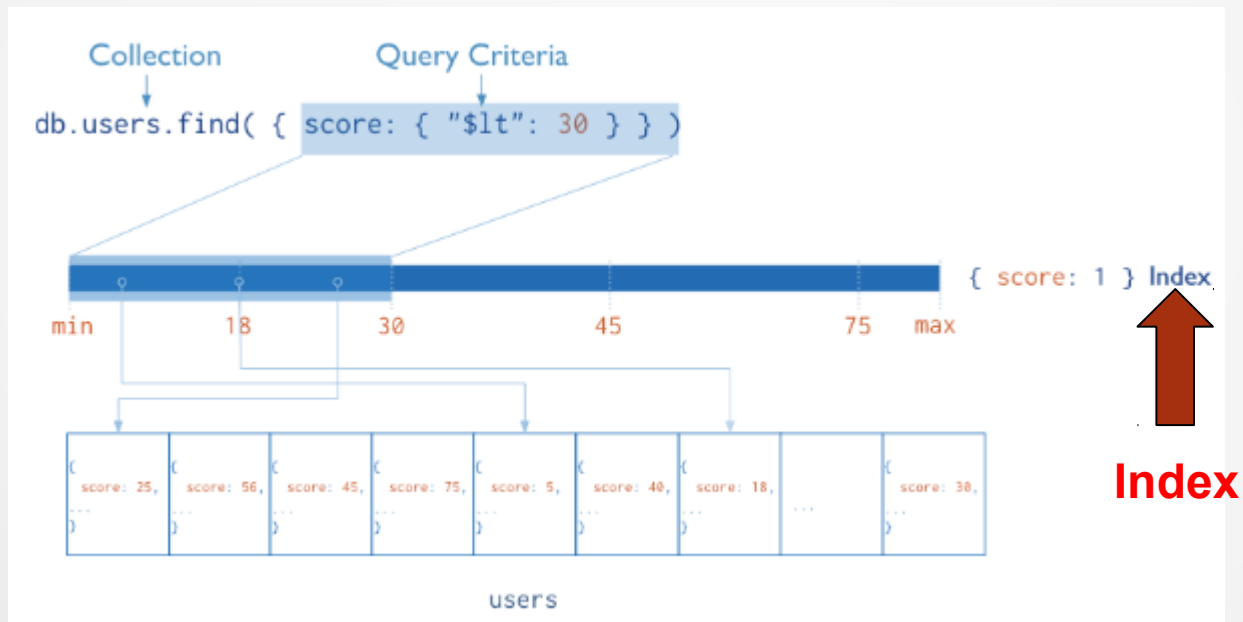 Collection Query Criteria
db.users.find( { score: { "$lt": 30 } } )
{ score: 1 } Index
min 18 30 45 75 max
Index
{ { { { { { { {
score: 25, score: 56, score: 45, score: 75, score: 5, score: 40, score: 18, score: 30,
... ... ... ... ... ... ... ... ...
} } } } } } } }
users